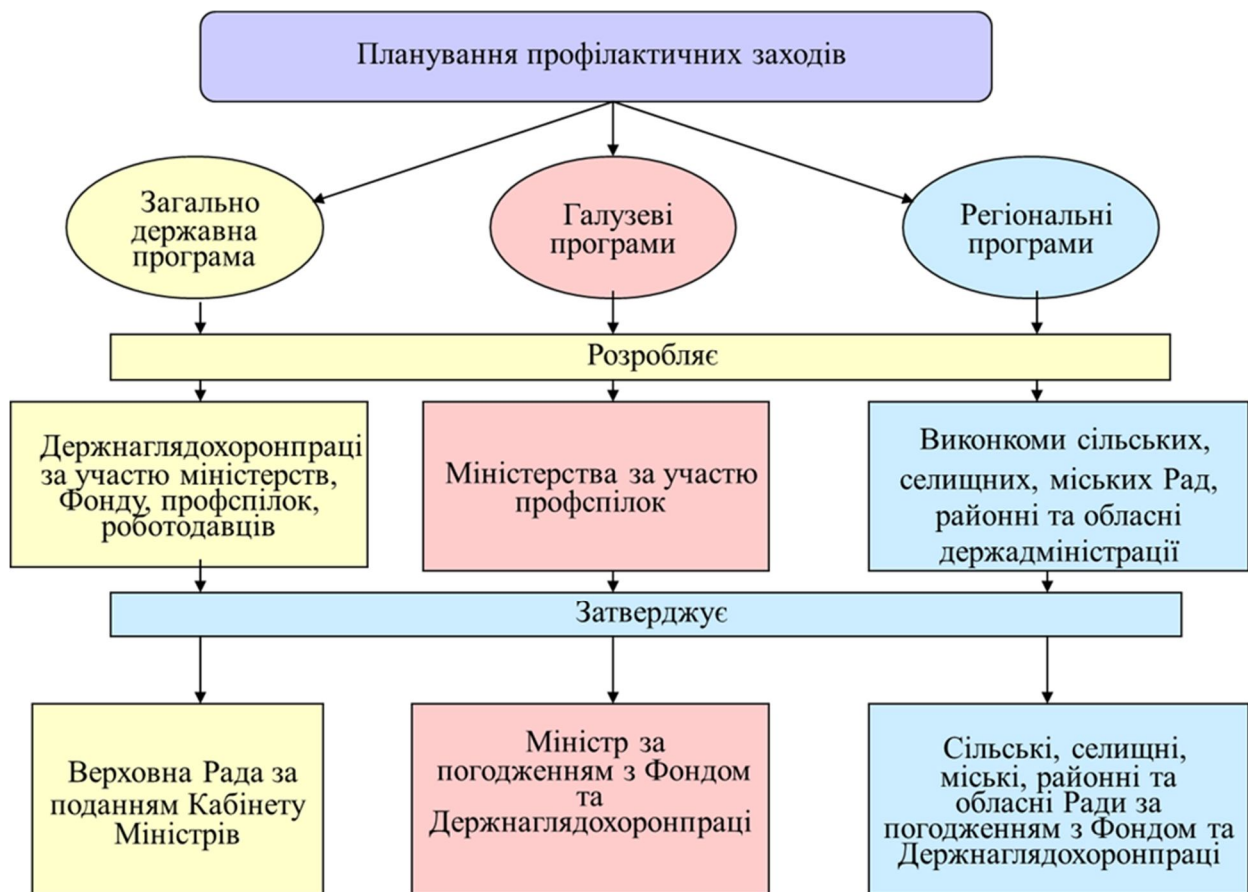 Планування профілактичних заходів
Загально
державна
програма
Галузеві
програми
Регіональні
програми
Розробляє
Держнаглядохоронпраці
за участю міністерств,
Фонду, профспілок,
роботодавців
Міністерства за участю
профспілок
Виконкоми сільських,
селищних, міських Рад,
районні та обласні
держадміністрації
Затверджує
Верховна Рада за
поданням Кабінету
Міністрів
Міністр за
погодженням з Фондом
та
Держнаглядохоронпраці
Сільські, селищні,
міські, районні та
обласні Ради за
погодженням з Фондом та
Держнаглядохоронпраці